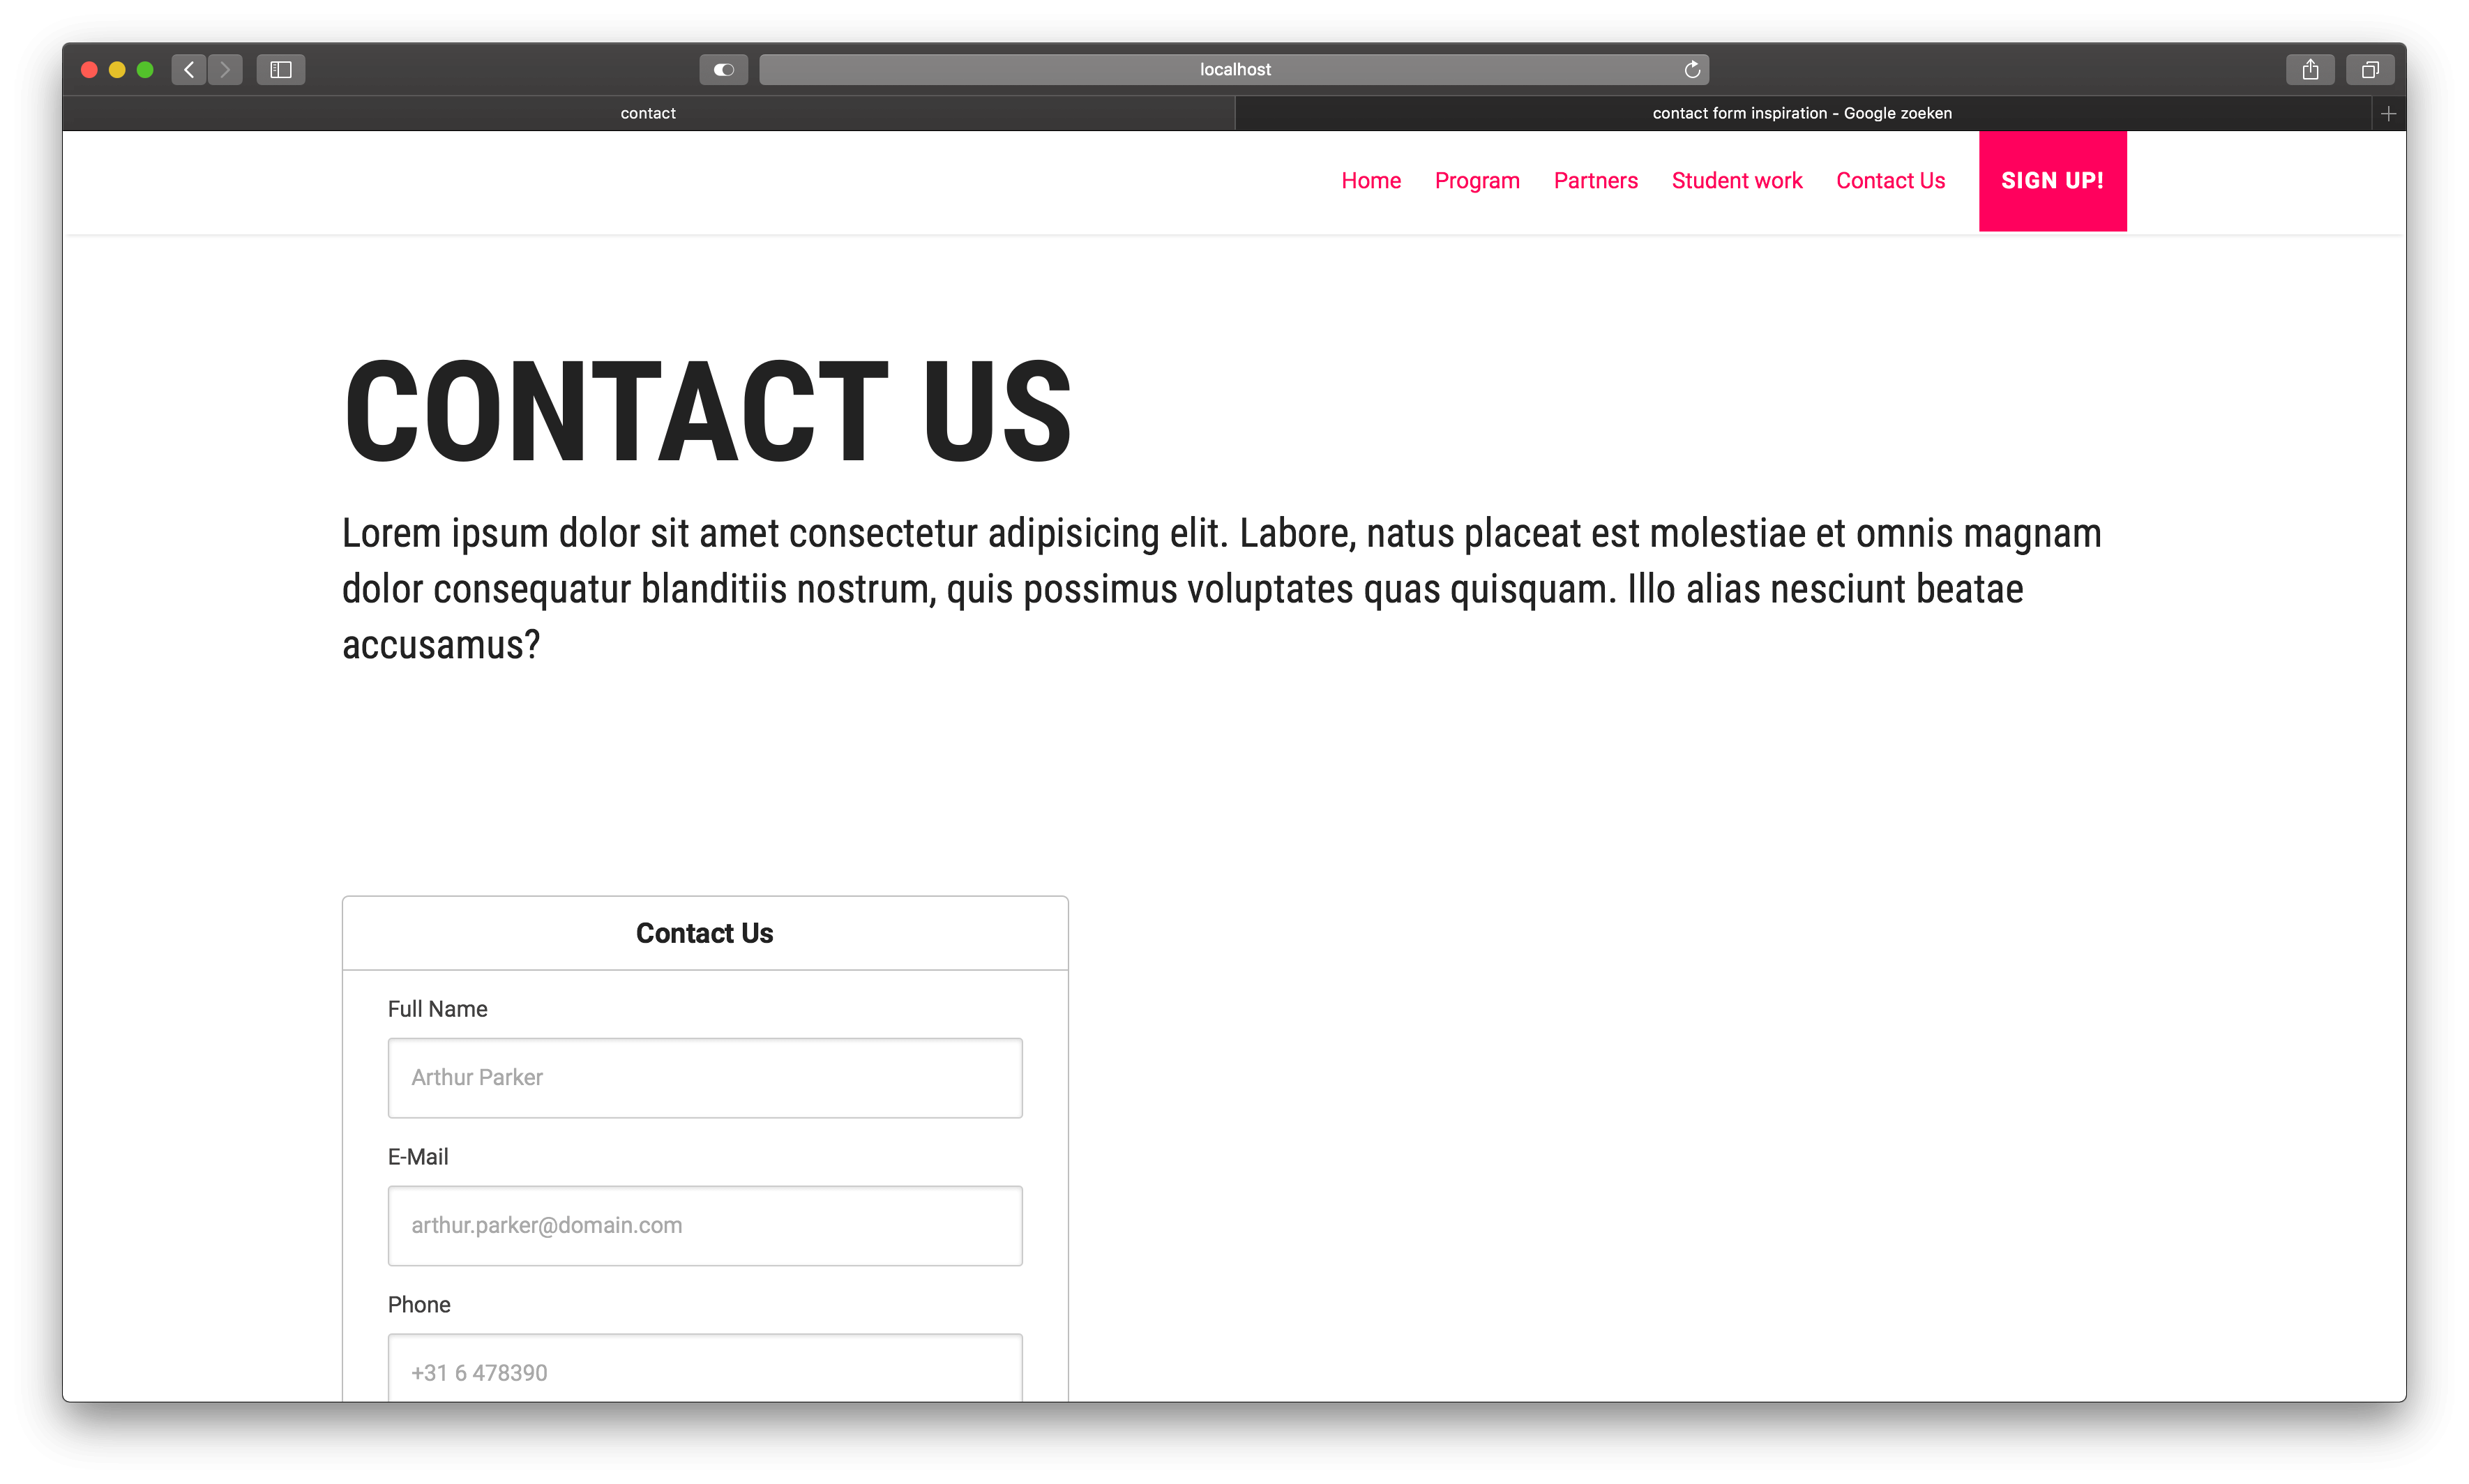 localhost
contact
contact form inspiration - Google zoeken
Home Program Partners Student work Contact Us SIGN UP!
CONTACT US
Lorem ipsum dolor sit amet consectetur adipisicing elit. Labore, natus placeat est molestiae et omnis magnam
dolor consequatur blanditiis nostrum, quis possimus voluptates quas quisquam. Illo alias nesciunt beatae
accusamus?
Contact Us
Full Name
Arthur Parker
E-Mail
arthur.parker@domain.com
Phone
+31 6 478390